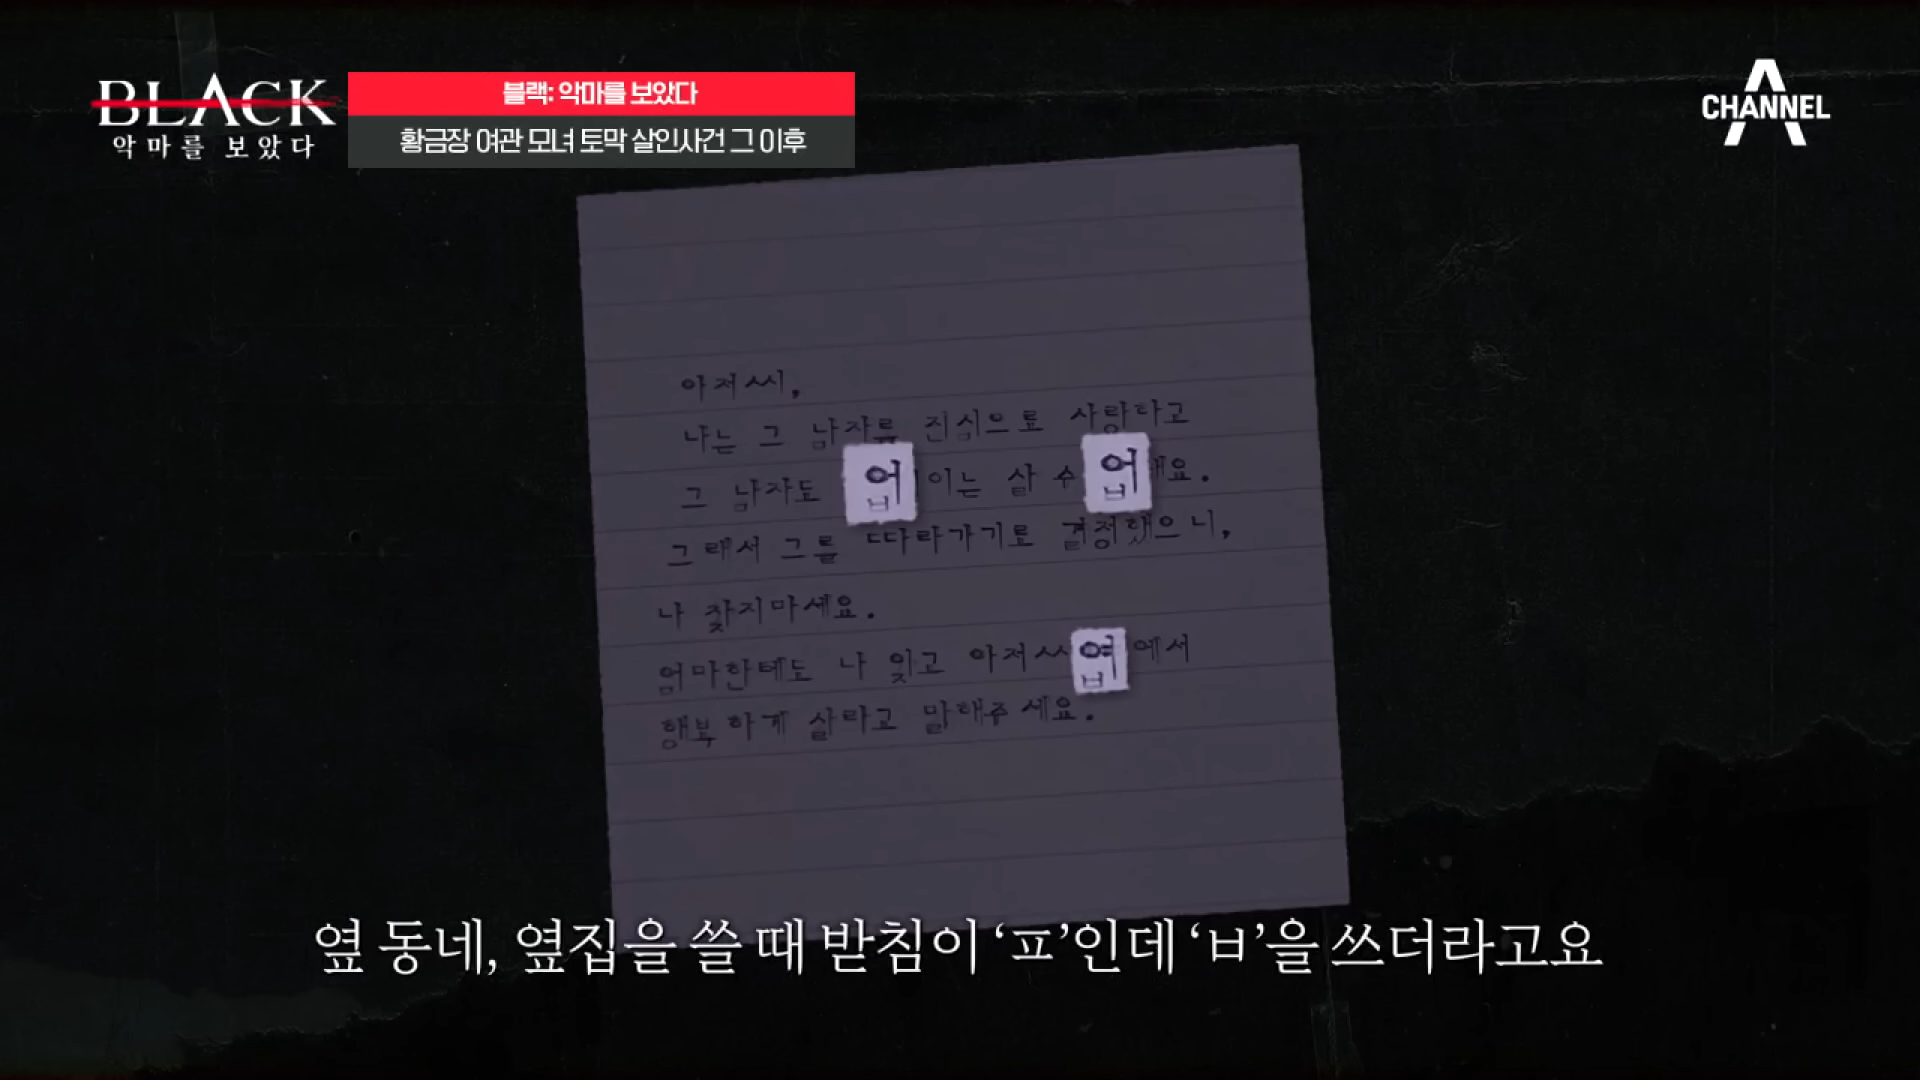 BLACK
악마를 보았다
블랙: 악마를 보았다
황금장 여관 모녀 토막 살인사건 그 이후
CHANNEL A
아저씨,
나는 그 남자를 진심으로 사랑하고
그 남자도 업이는 살 수 업대요.
그래서 그를 따라가기로 결정했으니,
나 찾지마세요.
엄마한테도 나 잊고 아저씨 엽에서
행복하게 살라고 말해주세요.
옆 동네, 옆집을 쓸 때 받침이 ‘ㅍ’인데 ‘ㅂ’을 쓰더라고요